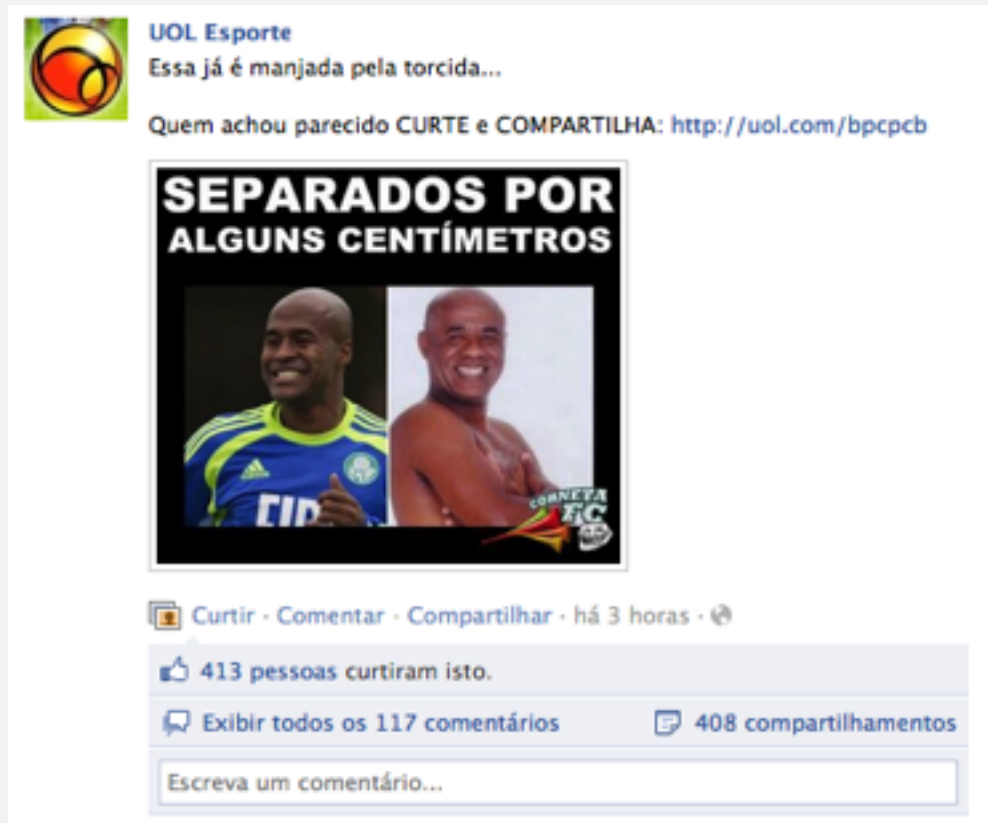 UOL Esporte
Essa já é manjada pela torcida...
Quem achou parecido CURTE e COMPARTILHA: http://uol.com/bpcpcb
SEPARADOS POR
ALGUNS CENTÍMETROS
FIA
CORNETA
FC
Curtir · Comentar · Compartilhar · há 3 horas ·
413 pessoas curtiram isto.
Exibir todos os 117 comentários
408 compartilhamentos
Escreva um comentário...